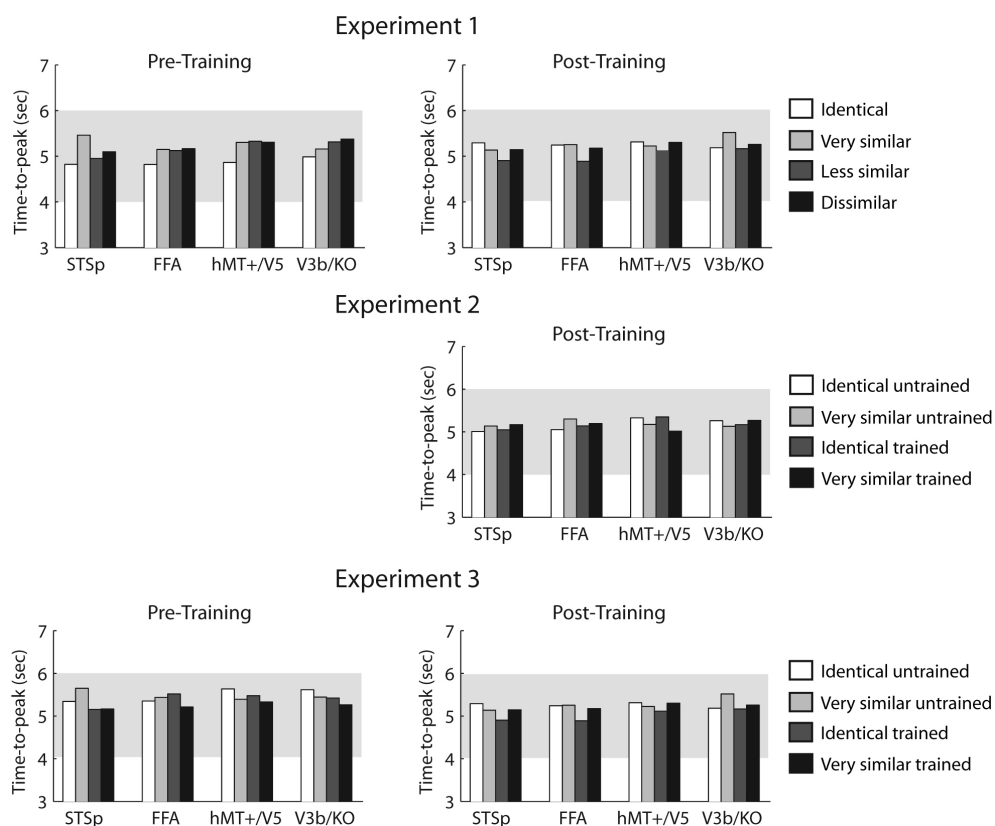 Experiment 1
Pre-Training
Time-to-peak (sec)
7
6
5
4
3
STSp FFA hMT+/V5 V3b/KO
Post-Training
Time-to-peak (sec)
7
6
5
4
3
STSp FFA hMT+/V5 V3b/KO
Identical
Very similar
Less similar
Dissimilar
Experiment 2
Post-Training
Time-to-peak (sec)
7
6
5
4
3
STSp FFA hMT+/V5 V3b/KO
Identical untrained
Very similar untrained
Identical trained
Very similar trained
Experiment 3
Pre-Training
Time-to-peak (sec)
7
6
5
4
3
STSp FFA hMT+/V5 V3b/KO
Post-Training
Time-to-peak (sec)
7
6
5
4
3
STSp FFA hMT+/V5 V3b/KO
Identical untrained
Very similar untrained
Identical trained
Very similar trained